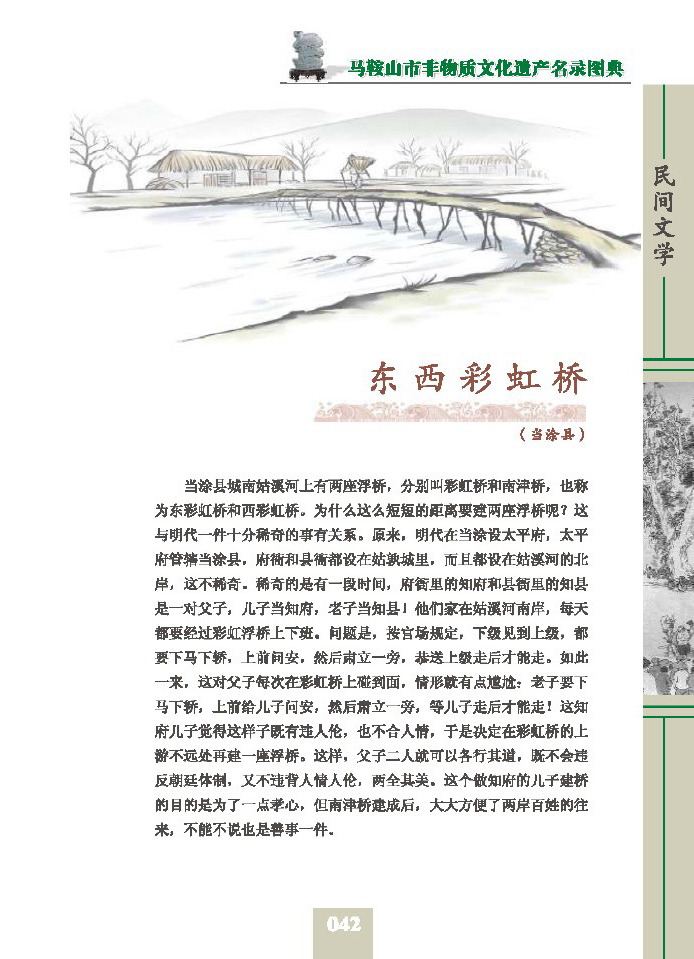 马鞍山市非物质文化遗产名录图典
民间文学
东西彩虹桥
（当涂县）
当涂县城南姑溪河上有两座浮桥，分别叫彩虹桥和南津桥，也称
为东彩虹桥和西彩虹桥。为什么这么短短的距离要建两座浮桥呢？这
与明代一件十分稀奇的事有关系。原来，明代在当涂设太平府，太平
府管辖当涂县，府衙和县衙都设在姑孰城里，而且都设在姑溪河的北
岸，这不稀奇。稀奇的是有一段时间，府衙里的知府和县衙里的知县
是一对父子，儿子当知府，老子当知县！他们家在姑溪河南岸，每天
都要经过彩虹浮桥上下班。问题是，按官场规定，下级见到上级，都
要下马下轿，上前问安，然后肃立一旁，恭送上级走后才能走。如此
一来，这对父子每次在彩虹桥上碰到面，情形就有点尴尬：老子要下
马下轿，上前给儿子问安，然后肃立一旁，等儿子走后才能走！这知
府儿子觉得这样子既有违人伦，也不合人情，于是决定在彩虹桥的上
游不远处再建一座浮桥。这样，父子二人就可以各行其道，既不会违
反朝廷体制，又不违背人情人伦，两全其美。这个做知府的儿子建桥
的目的是为了一点孝心，但南津桥建成后，大大方便了两岸百姓的往
来，不能不说也是善事一件。
042